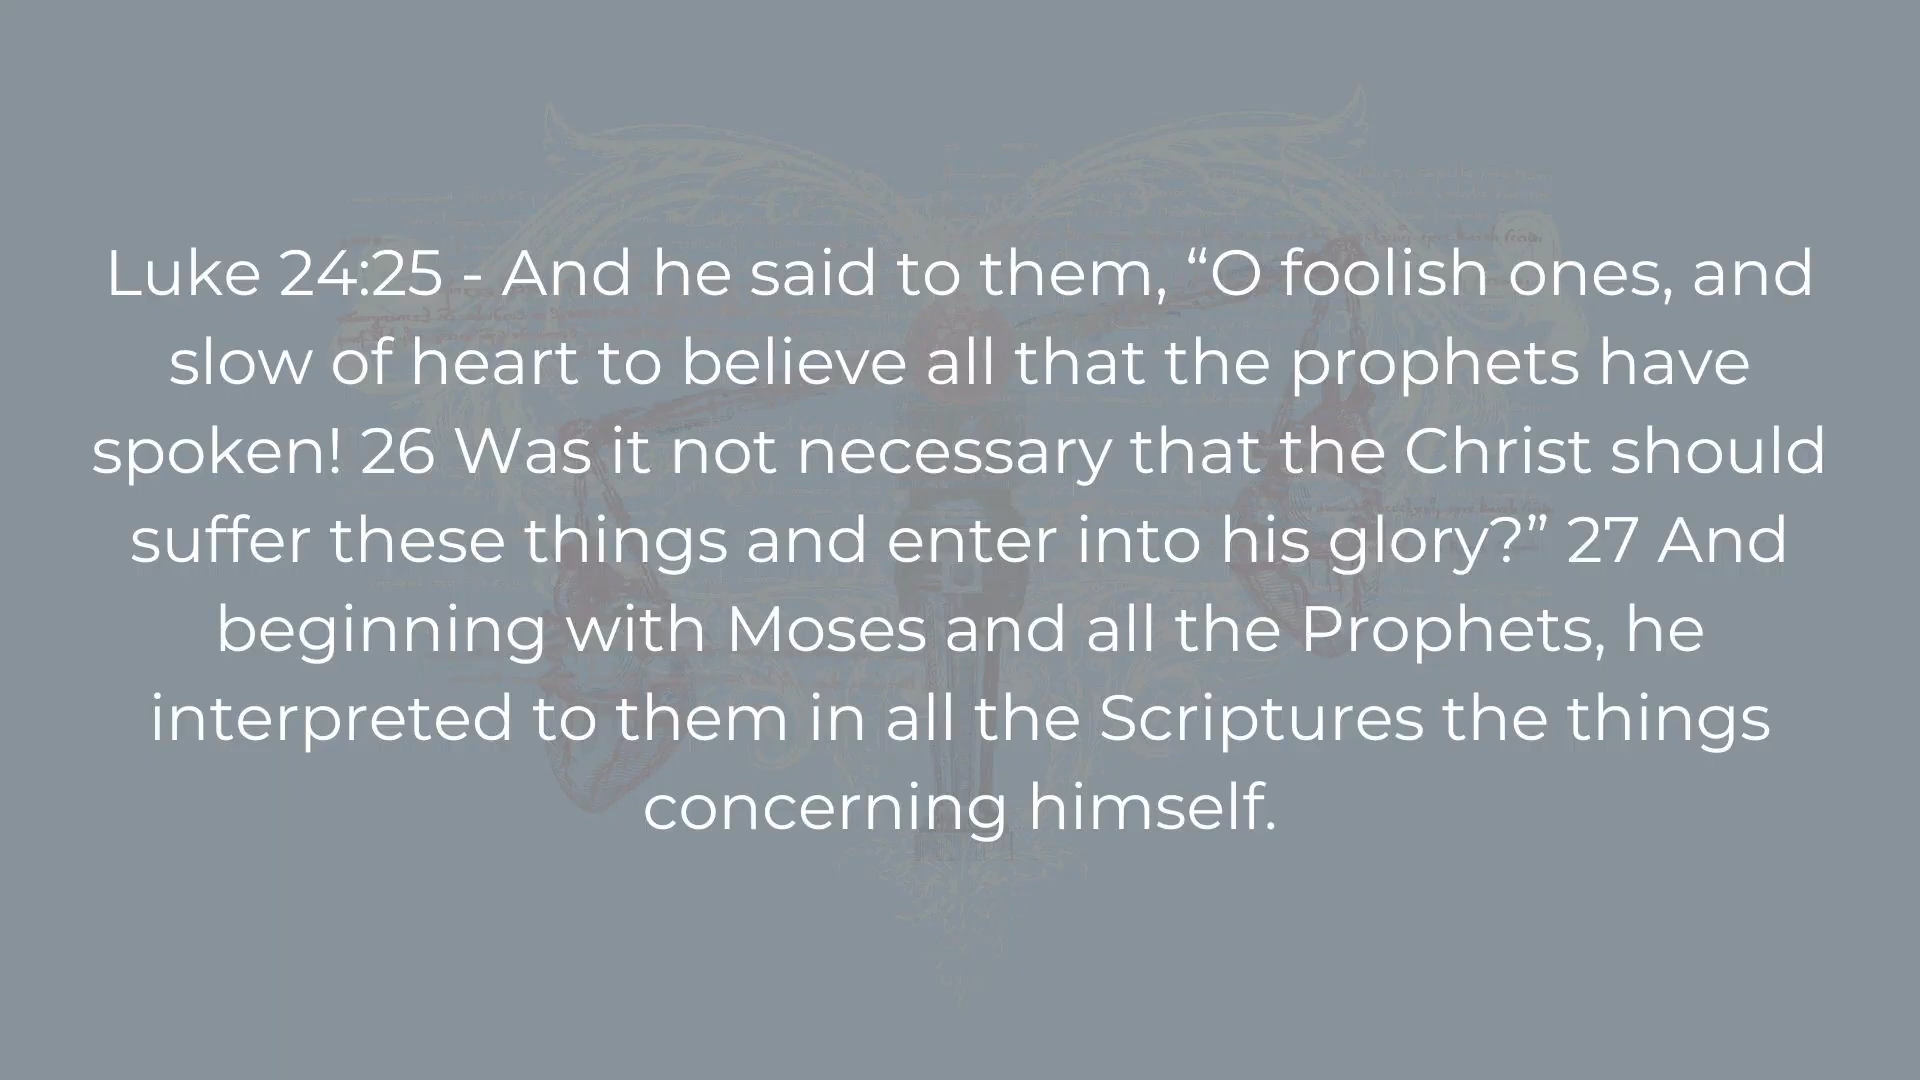 Luke 24:25 - And he said to them, “O foolish ones, and
slow of heart to believe all that the prophets have
spoken! 26 Was it not necessary that the Christ should
suffer these things and enter into his glory?” 27 And
beginning with Moses and all the Prophets, he
interpreted to them in all the Scriptures the things
concerning himself.